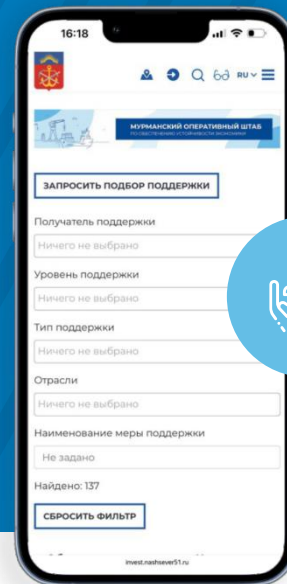 16:18
RU
МУРМАНСКИЙ ОПЕРАТИВНЫЙ ШТАБ
ПО ОБЕСПЕЧЕНИЮ УСТОЙЧИВОСТИ ЭКОНОМИКИ
ЗАПРОСИТЬ ПОДБОР ПОДДЕРЖКИ
Получатель поддержки
Ничего не выбрано
Уровень поддержки
Ничего не выбрано
Тип поддержки
Ничего не выбрано
Отрасли
Ничего не выбрано
Наименование меры поддержки
Не задано
Найдено: 137
СБРОСИТЬ ФИЛЬТР
invest.nashsever51.ru